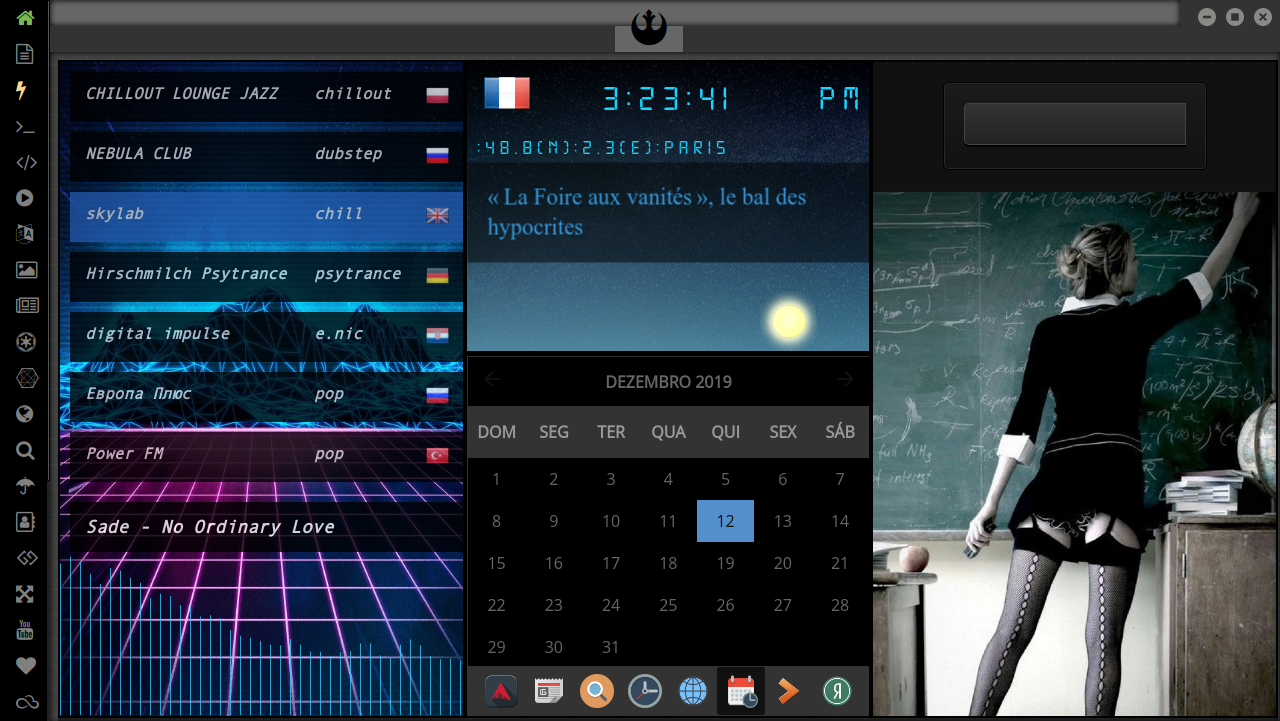 CHILLOUT LOUNGE JAZZ chillout
NEBULA CLUB dubstep
skylab chill
Hirschmilch Psytrance psytrance
digital impulse e.nic
Европа Плюс pop
Power FM pop
Sade - No Ordinary Love
3:23:41 PM
:48.8(N):2.3(E):PARIS
« La Foire aux vanités », le bal des
hypocrites
DEZEMBRO 2019
DOM SEG TER QUA QUI SEX SÁB
1 2 3 4 5 6 7
8 9 10 11 12 13 14
15 16 17 18 19 20 21
22 23 24 25 26 27 28
29 30 31
You
Tube
Я